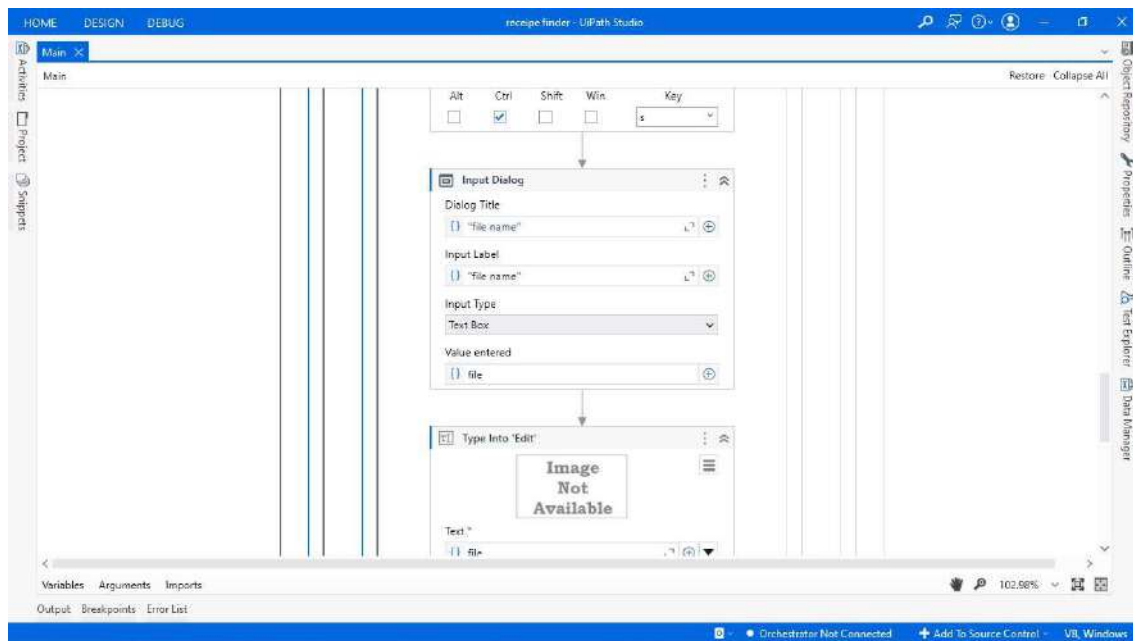 HOME DESIGN DEBUG receipe finder - UiPath Studio
Main
Main Restore Collapse All
Activities
Project
Snippets
Alt Ctrl Shift Win Key
s
Input Dialog
Dialog Title
"file name"
Input Label
"file name"
Input Type
Text Box
Value entered
file
Type Into 'Edit'
Image
Not
Available
Text *
file
Object Repository
Properties
Outline
Test Explorer
Data Manager
Variables Arguments Imports 102.98%
Output Breakpoints Error List
Orchestrator Not Connected Add To Source Control VB, Windows